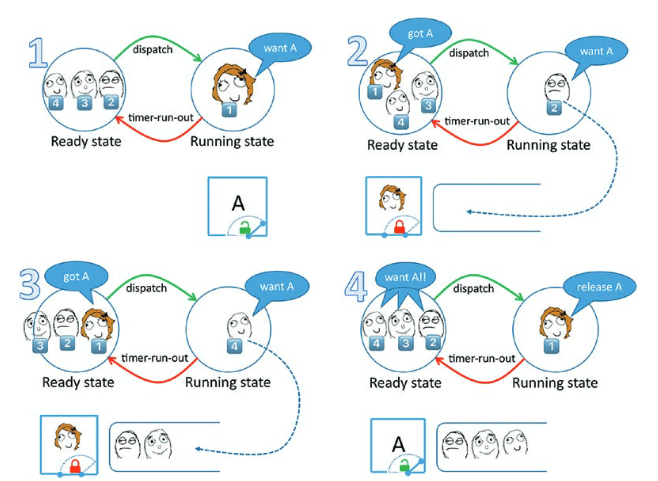 1
want A
dispatch
4 3 2
1
timer-run-out
Ready state
Running state
A
2
got A
want A
dispatch
1
3
4
2
timer-run-out
Ready state
Running state
3
got A
want A
dispatch
3 2 1
4
timer-run-out
Ready state
Running state
4
want A!!
release A
dispatch
4 3 2
1
timer-run-out
Ready state
Running state
A